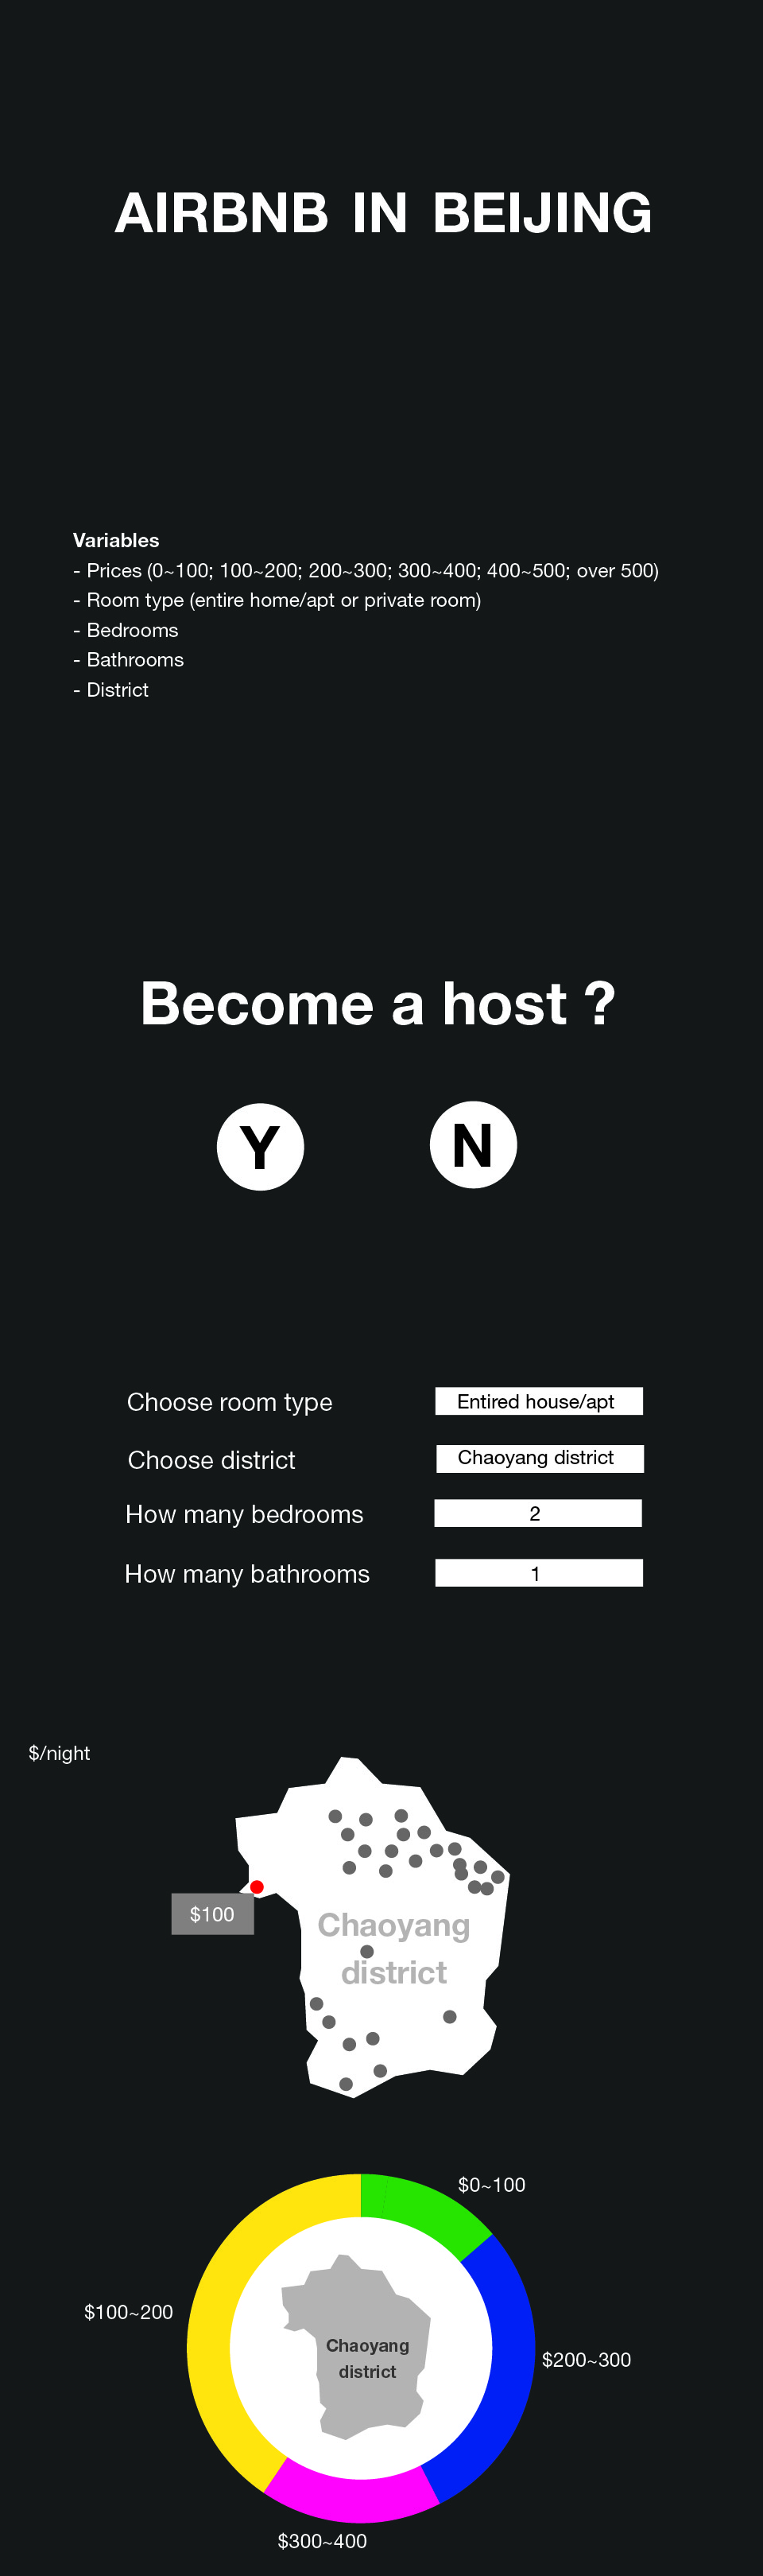 AIRBNB IN BEIJING
Variables
- Prices (0~100; 100~200; 200~300; 300~400; 400~500; over 500)
- Room type (entire home/apt or private room)
- Bedrooms
- Bathrooms
- District
Become a host ?
Y N
Choose room type Entired house/apt
Choose district Chaoyang district
How many bedrooms 2
How many bathrooms 1
$/night
$100
Chaoyang
district
$0~100
$100~200
Chaoyang
district
$200~300
$300~400